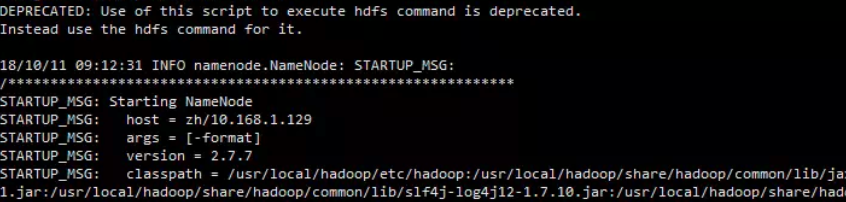 DEPRECATED: Use of this script to execute hdfs command is deprecated.
Instead use the hdfs command for it.
18/10/11 09:12:31 INFO namenode.NameNode: STARTUP_MSG:
/************************************************************
STARTUP_MSG: Starting NameNode
STARTUP_MSG:   host = zh/10.168.1.129
STARTUP_MSG:   args = [-format]
STARTUP_MSG:   version = 2.7.7
STARTUP_MSG:   classpath = /usr/local/hadoop/etc/hadoop:/usr/local/hadoop/share/hadoop/common/lib/ja
1.jar:/usr/local/hadoop/share/hadoop/common/lib/slf4j-log4j12-1.7.10.jar:/usr/local/hadoop/share/had